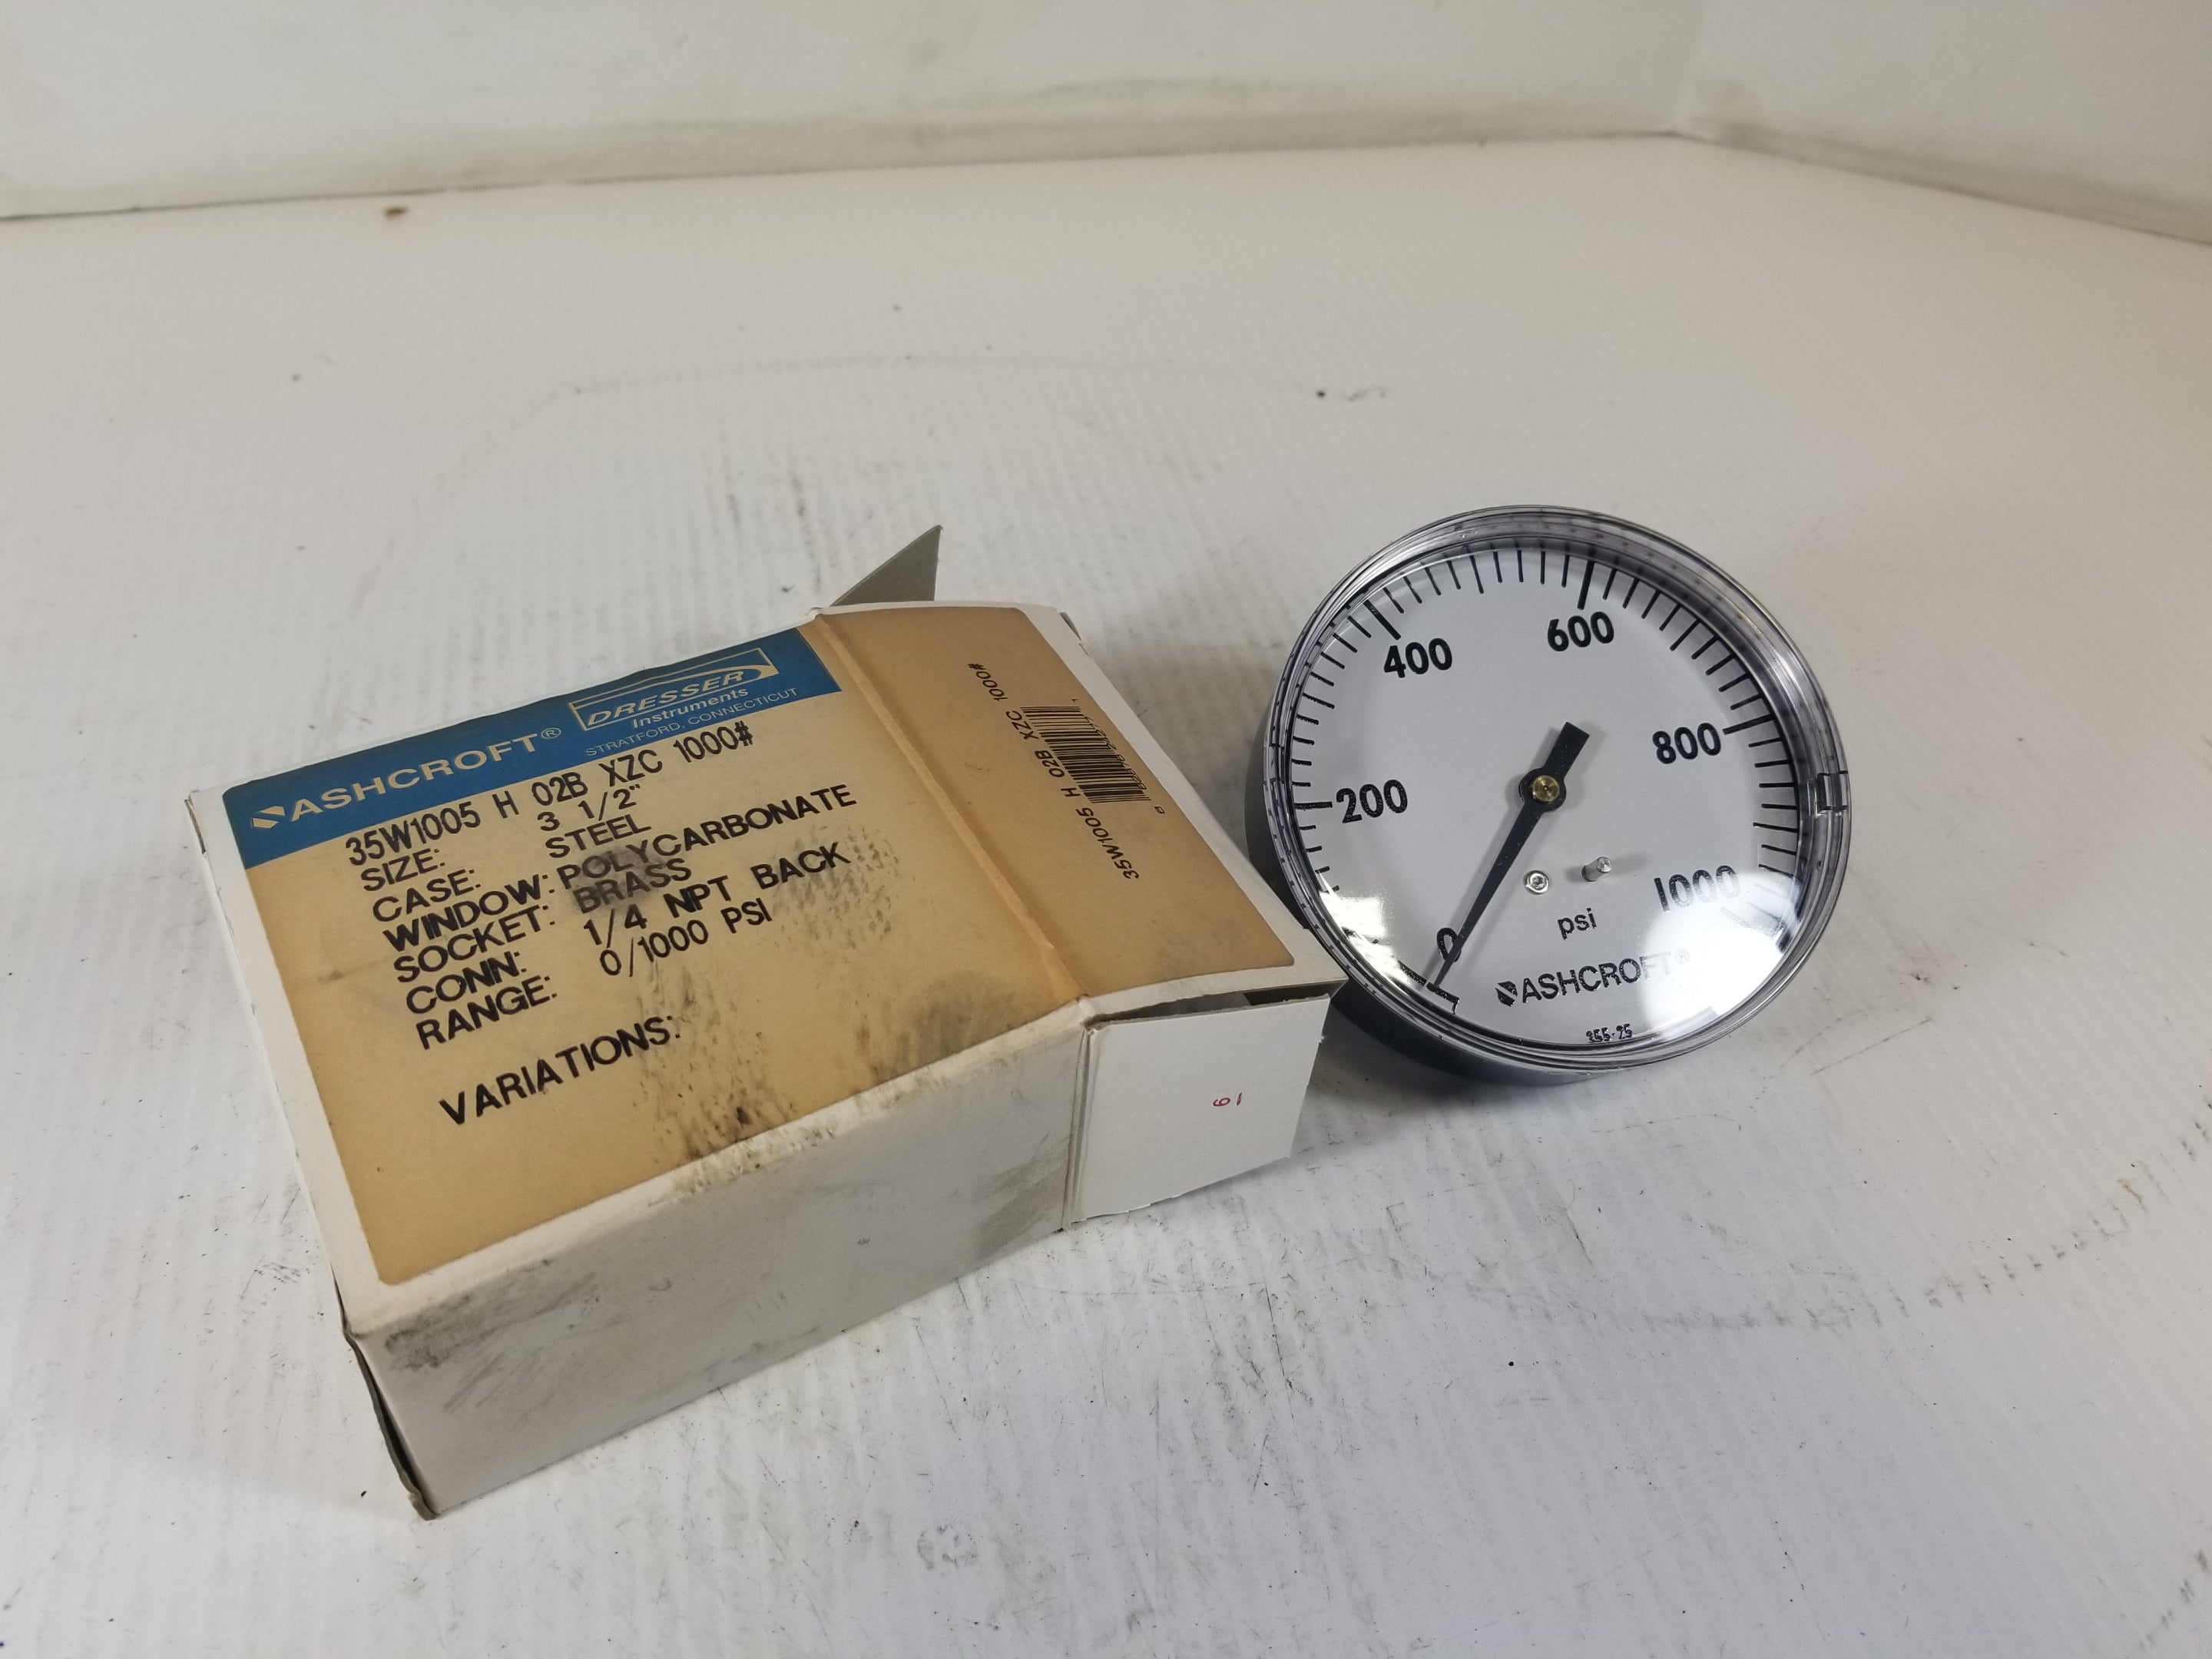 ASHCROFT®
DRESSER
Instruments
STRATFORD, CONNECTICUT
35W1005 H 02B XZC 1000#
SIZE: 3 1/2"
CASE: STEEL
WINDOW: POLYCARBONATE
SOCKET: BRASS
CONN: 1/4 NPT BACK
RANGE: 0/1000 PSI
VARIATIONS:
35W1005 H 02B XZC 1000#
0
200
400
600
800
1000
psi
ASHCROFT®